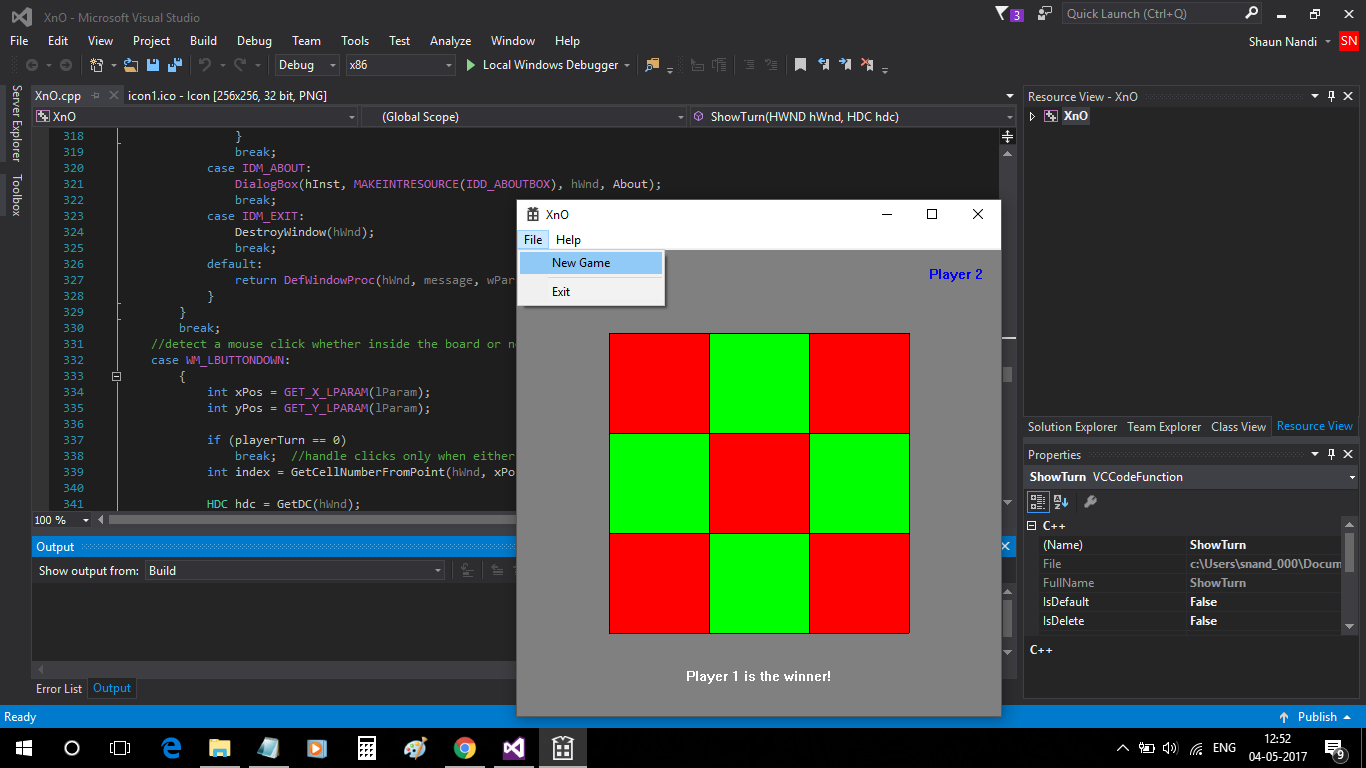 XnO - Microsoft Visual Studio
3
Quick Launch (Ctrl+Q)
File Edit View Project Build Debug Team Tools Test Analyze Window Help
Shaun Nandi
SN
Debug x86 Local Windows Debugger
Server Explorer
Toolbox
XnO.cpp icon1.ico - Icon [256x256, 32 bit, PNG]
XnO (Global Scope) ShowTurn(HWND hWnd, HDC hdc)
318 }
319 break;
320 case IDM_ABOUT:
321 DialogBox(hInst, MAKEINTRESOURCE(IDD_ABOUTBOX), hWnd, About);
322 break;
323 case IDM_EXIT:
324 DestroyWindow(hWnd);
325 break;
326 default:
327 return DefWindowProc(hWnd, message, wPar
328 }
329 }
330 break;
331 //detect a mouse click whether inside the board or n
332 case WM_LBUTTONDOWN:
333 {
334 int xPos = GET_X_LPARAM(lParam);
335 int yPos = GET_Y_LPARAM(lParam);
336
337 if (playerTurn == 0)
338 break; //handle clicks only when either
339 int index = GetCellNumberFromPoint(hWnd, xPo
340
341 HDC hdc = GetDC(hWnd);
100 %
Output
Show output from: Build
Error List Output
XnO
File Help
New Game
Exit
Player 2
Player 1 is the winner!
Resource View - XnO
XnO
Solution Explorer Team Explorer Class View Resource View
Properties
ShowTurn VCCodeFunction
C++
(Name) ShowTurn
File c:\Users\snand_000\Docum
FullName ShowTurn
IsDefault False
IsDelete False
C++
Ready
Publish
ENG
12:52
04-05-2017
9